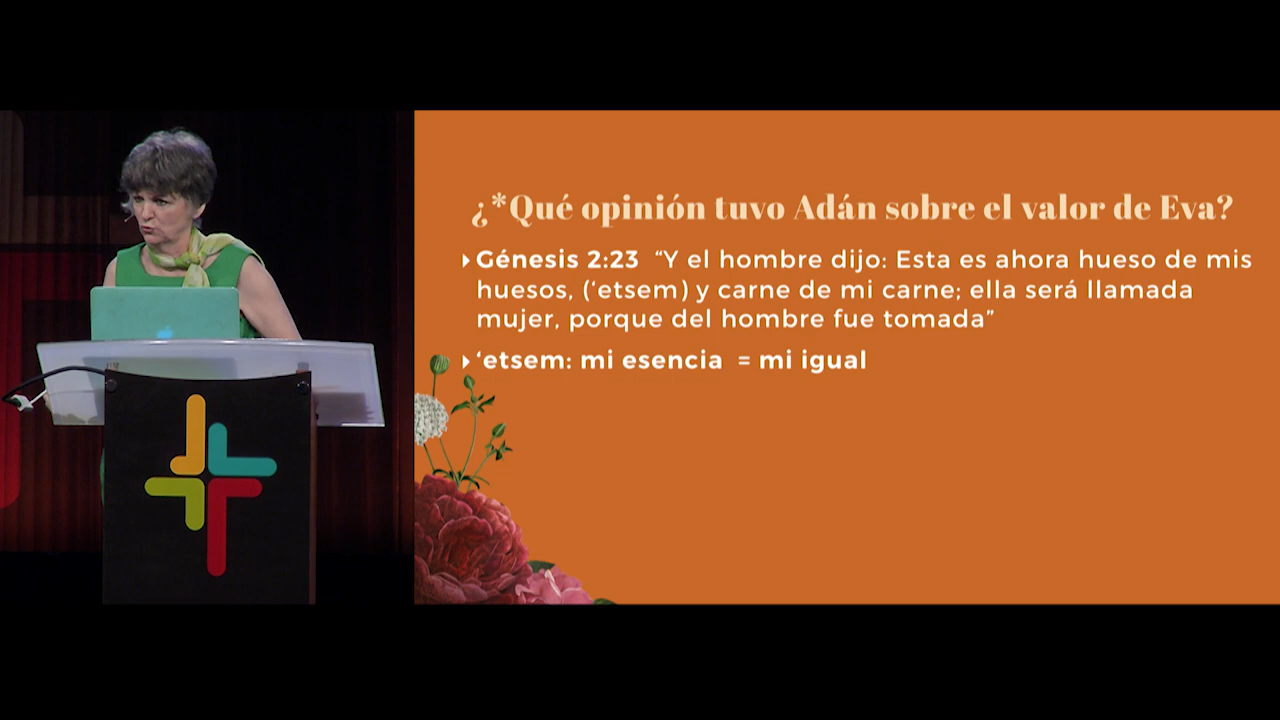 ¿*Qué opinión tuvo Adán sobre el valor de Eva?
Génesis 2:23 “Y el hombre dijo: Esta es ahora hueso de mis
huesos, (‘etsem) y carne de mi carne; ella será llamada
mujer, porque del hombre fue tomada”
‘etsem: mi esencia = mi igual